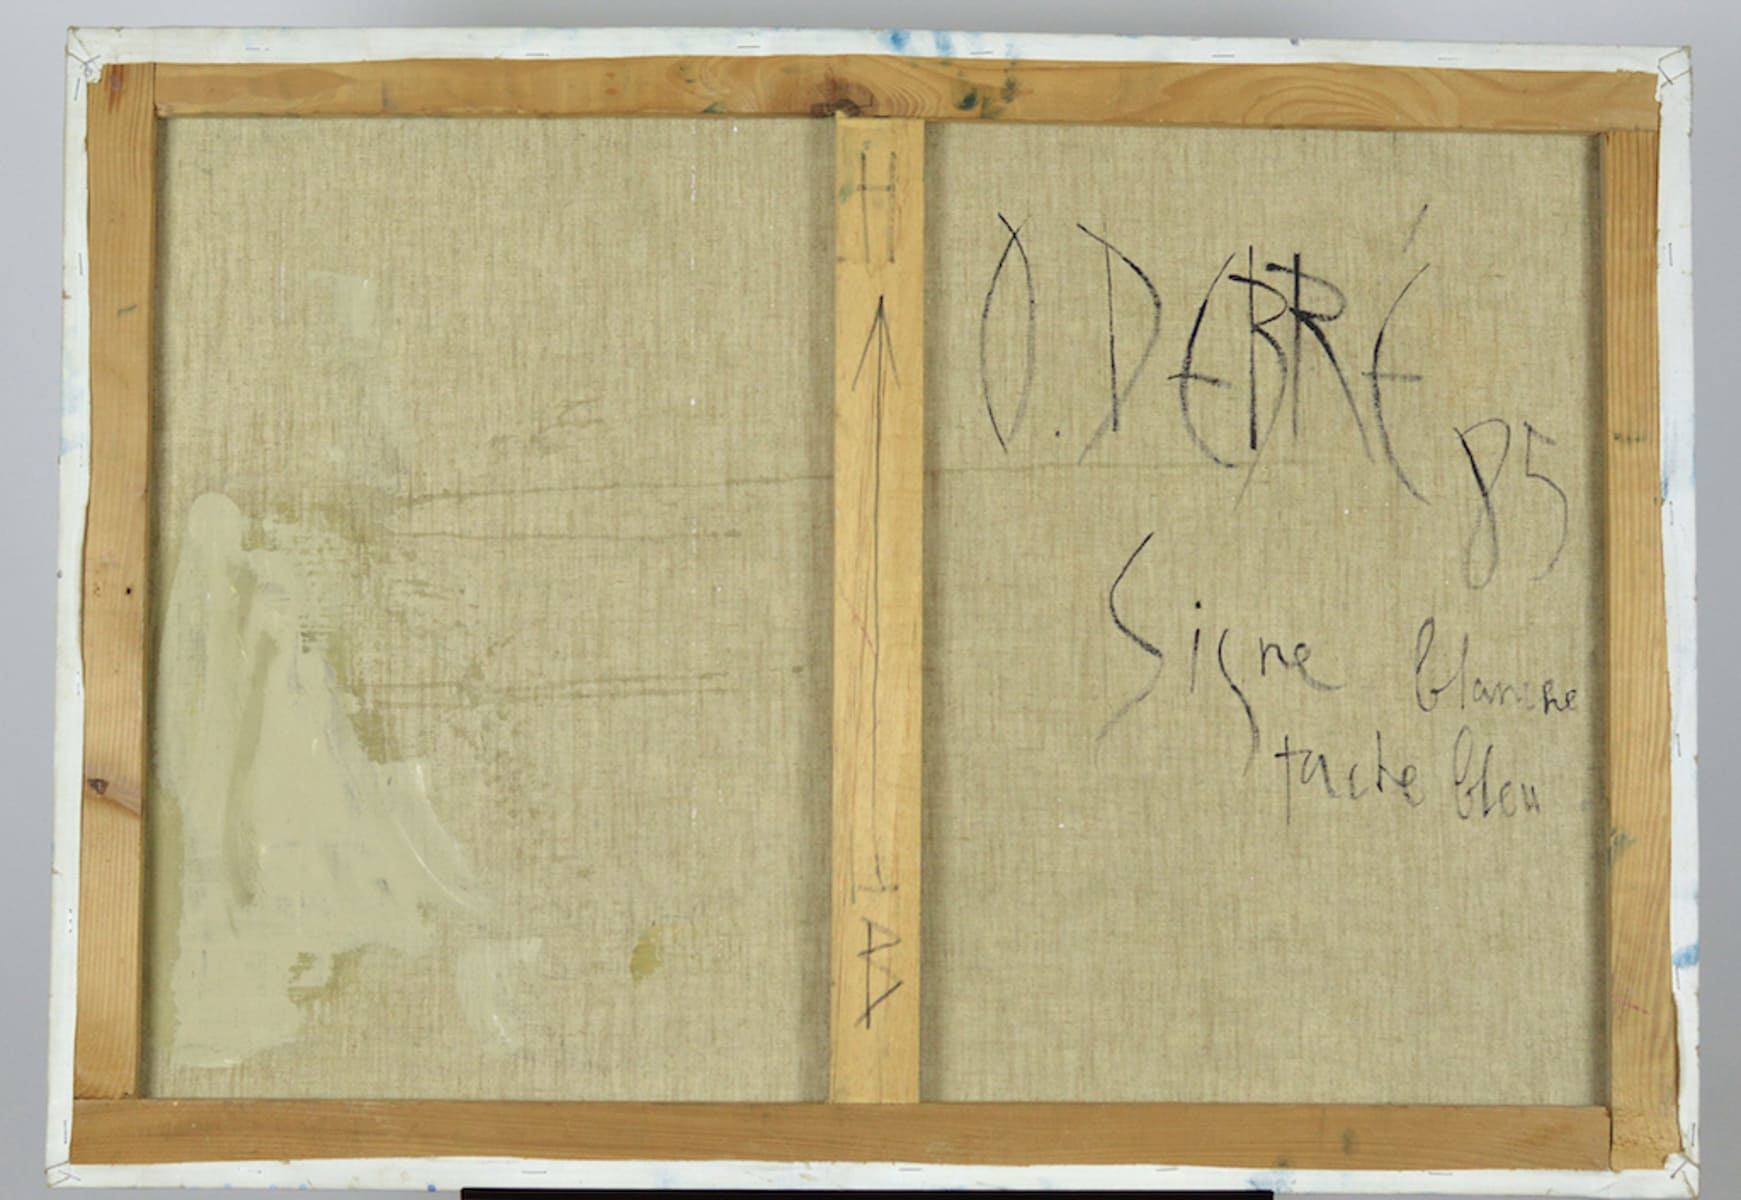 H
O. DEBRÉ
85
Signe blanche
tache bleu